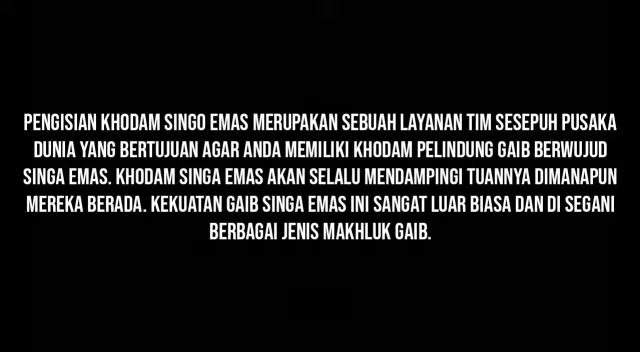 PENGISIAN KHODAM SINGO EMAS MERUPAKAN SEBUAH LAYANAN TIM SESEPUH PUSAKA
DUNIA YANG BERTUJUAN AGAR ANDA MEMILIKI KHODAM PELINDUNG GAIB BERWUJUD
SINGA EMAS. KHODAM SINGA EMAS AKAN SELALU MENDAMPINGI TUANNYA DIMANAPUN
MEREKA BERADA. KEKUATAN GAIB SINGA EMAS INI SANGAT LUAR BIASA DAN DI SEGANI
BERBAGAI JENIS MAKHLUK GAIB.